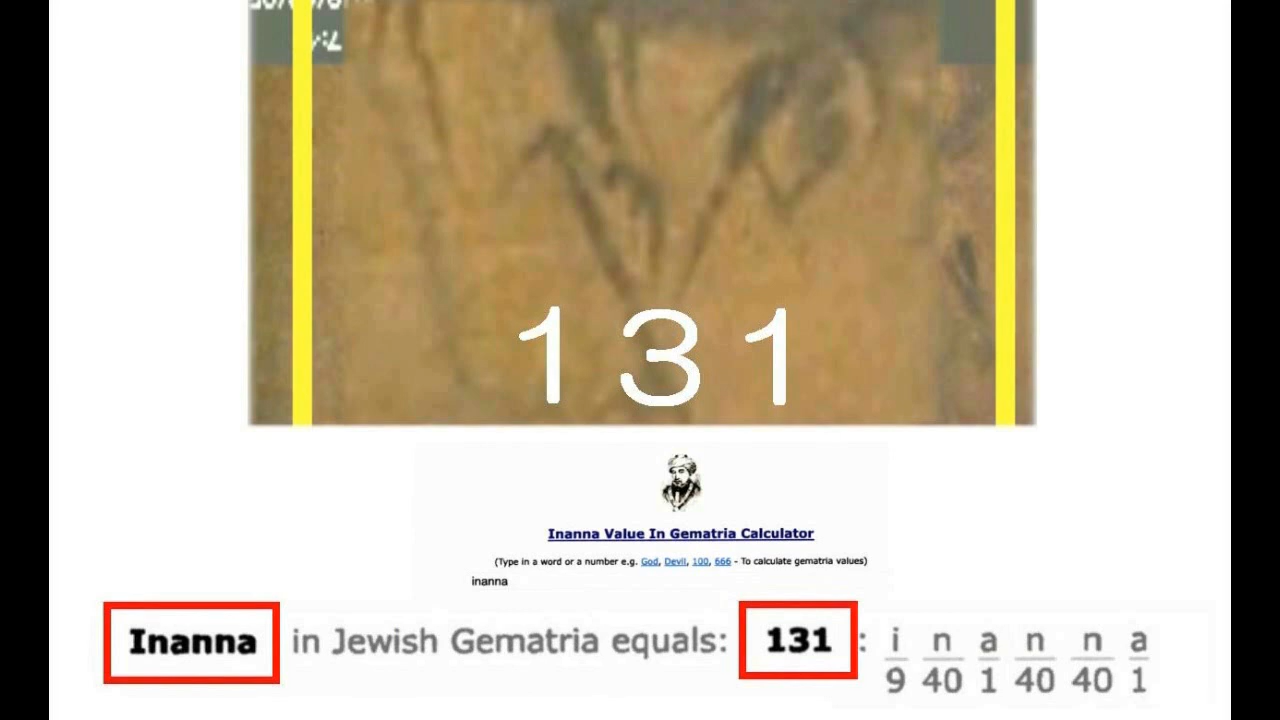 131
Inanna Value In Gematria Calculator
(Type in a word or a number e.g. God, Devil, 100, 666 - To calculate gematria values)
inanna
Inanna in Jewish Gematria equals: 131 : i n a n n a
9 40 1 40 40 1